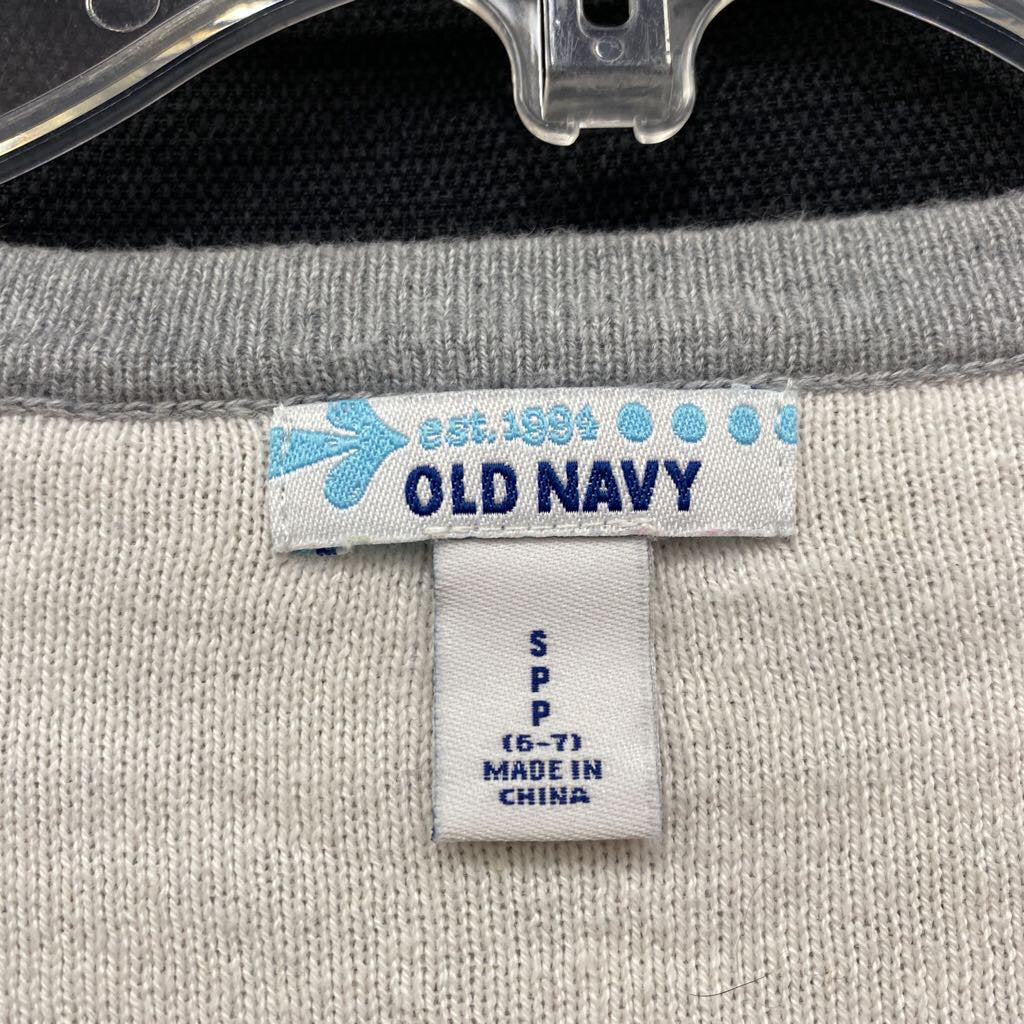 est. 1994
OLD NAVY
S
P
P
(6-7)
MADE IN
CHINA